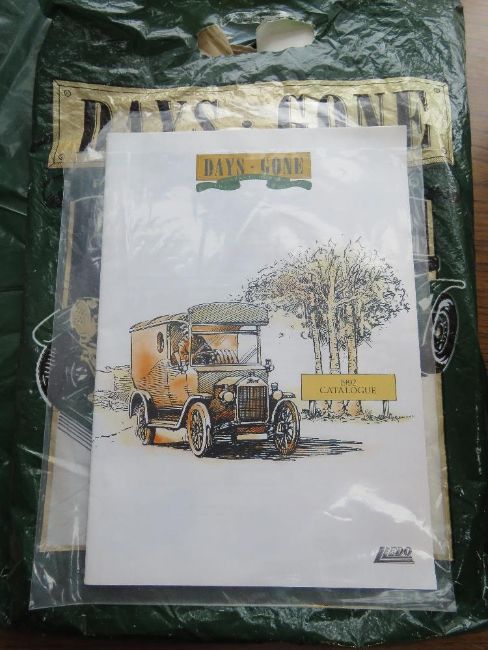 DAYS · GONE
DAYS · GONE
1992
CATALOGUE
LLEDO